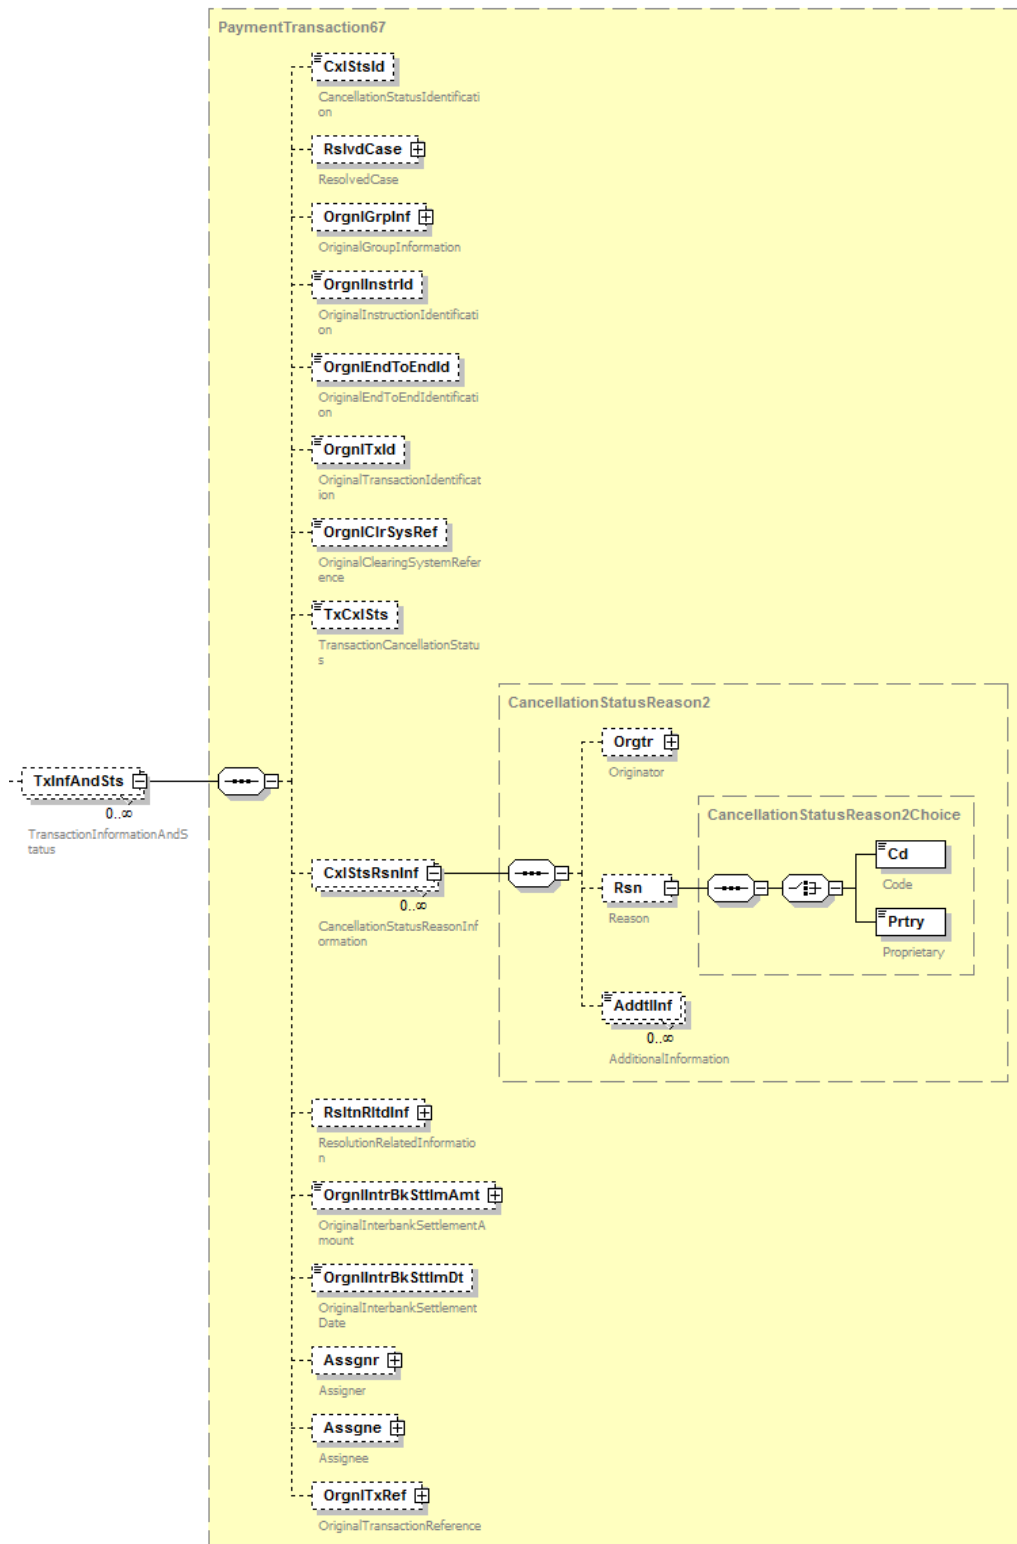 PaymentTransaction67
CxlStsId
CancellationStatusIdentificati
on
RslvdCase
ResolvedCase
OrgnlGrpInf
OriginalGroupInformation
OrgnlInstrId
OriginalInstructionIdentificati
on
OrgnlEndToEndId
OriginalEndToEndIdentificati
on
OrgnlTxId
OriginalTransactionIdentificat
ion
OrgnlClrSysRef
OriginalClearingSystemRefer
ence
TxCxlSts
TransactionCancellationStatu
s
TxInfAndSts
0..∞
TransactionInformationAndS
tatus
CxlStsRsnInf
0..∞
CancellationStatusReasonInf
ormation
CancellationStatusReason2
Orgtr
Originator
Rsn
Reason
CancellationStatusReason2Choice
Cd
Code
Prtry
Proprietary
AddtlInf
0..∞
AdditionalInformation
RsltnRltdInf
ResolutionRelatedInformatio
n
OrgnlIntrBkSttlmAmt
OriginalInterbankSettlementA
mount
OrgnlIntrBkSttlmDt
OriginalInterbankSettlement
Date
Assgnr
Assigner
Assgne
Assignee
OrgnlTxRef
OriginalTransactionReference